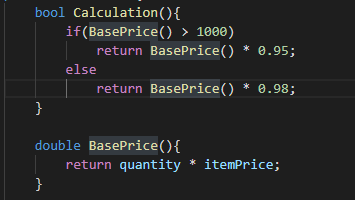 bool Calculation(){
    if(BasePrice() > 1000)
        return BasePrice() * 0.95;
    else
        return BasePrice() * 0.98;
}

double BasePrice(){
    return quantity * itemPrice;
}